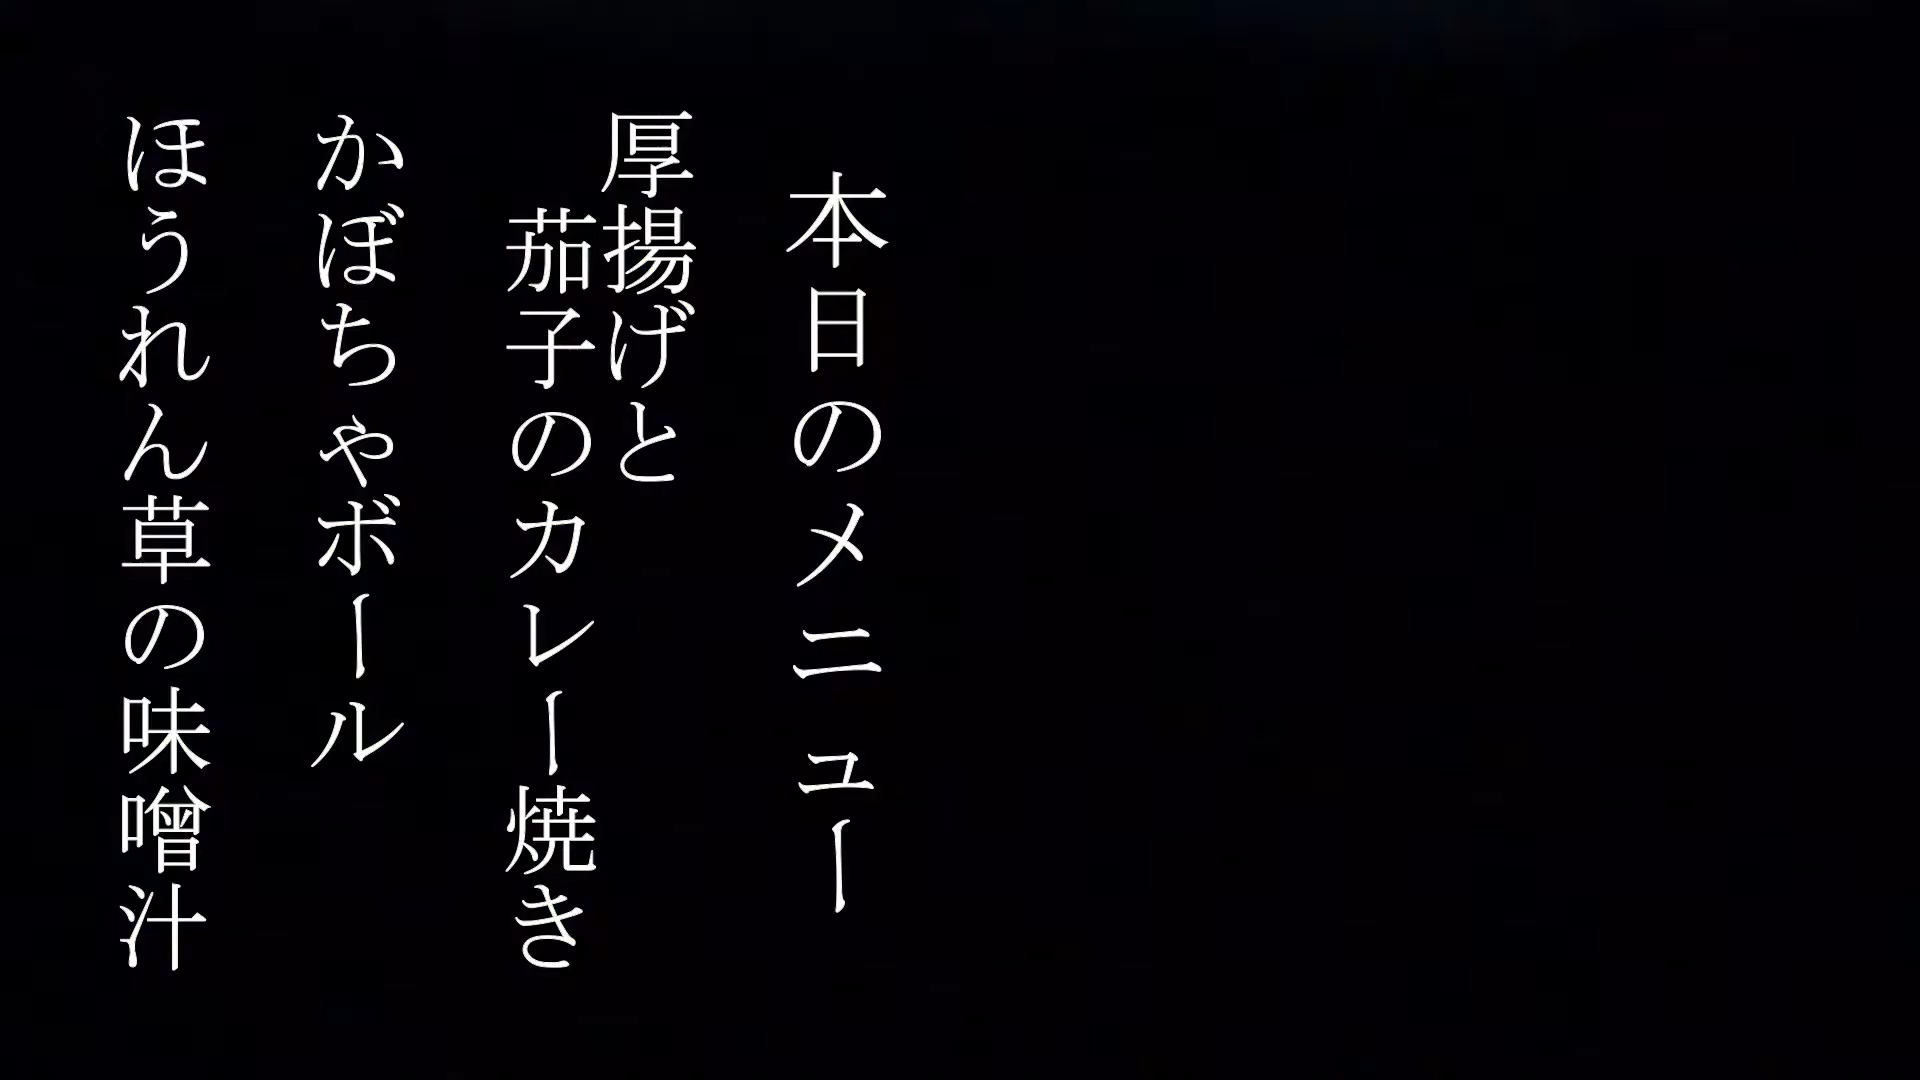 本日のメニュー
厚揚げと
茄子のカレー焼き
かぼちゃボール
ほうれん草の味噌汁